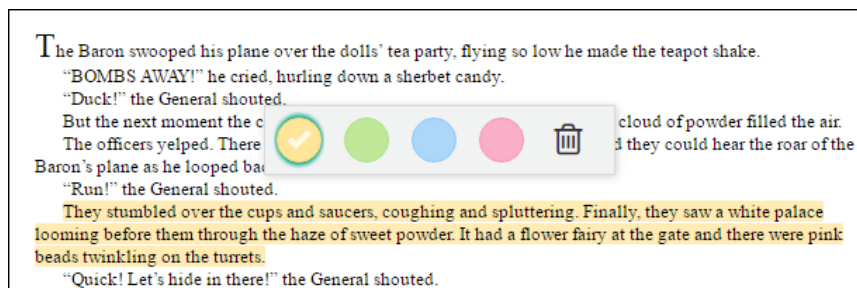 The Baron swooped his plane over the dolls’ tea party, flying so low he made the teapot shake.
“BOMBS AWAY!” he cried, hurling down a sherbet candy.
“Duck!” the General shouted.
But the next moment the cloud of powder filled the air.
The officers yelped. There they could hear the roar of the
Baron’s plane as he looped
“Run!” the General shouted.
They stumbled over the cups and saucers, coughing and spluttering. Finally, they saw a white palace
looming before them through the haze of sweet powder. It had a flower fairy at the gate and there were pink
beads twinkling on the turrets.
“Quick! Let’s hide in there!” the General shouted.